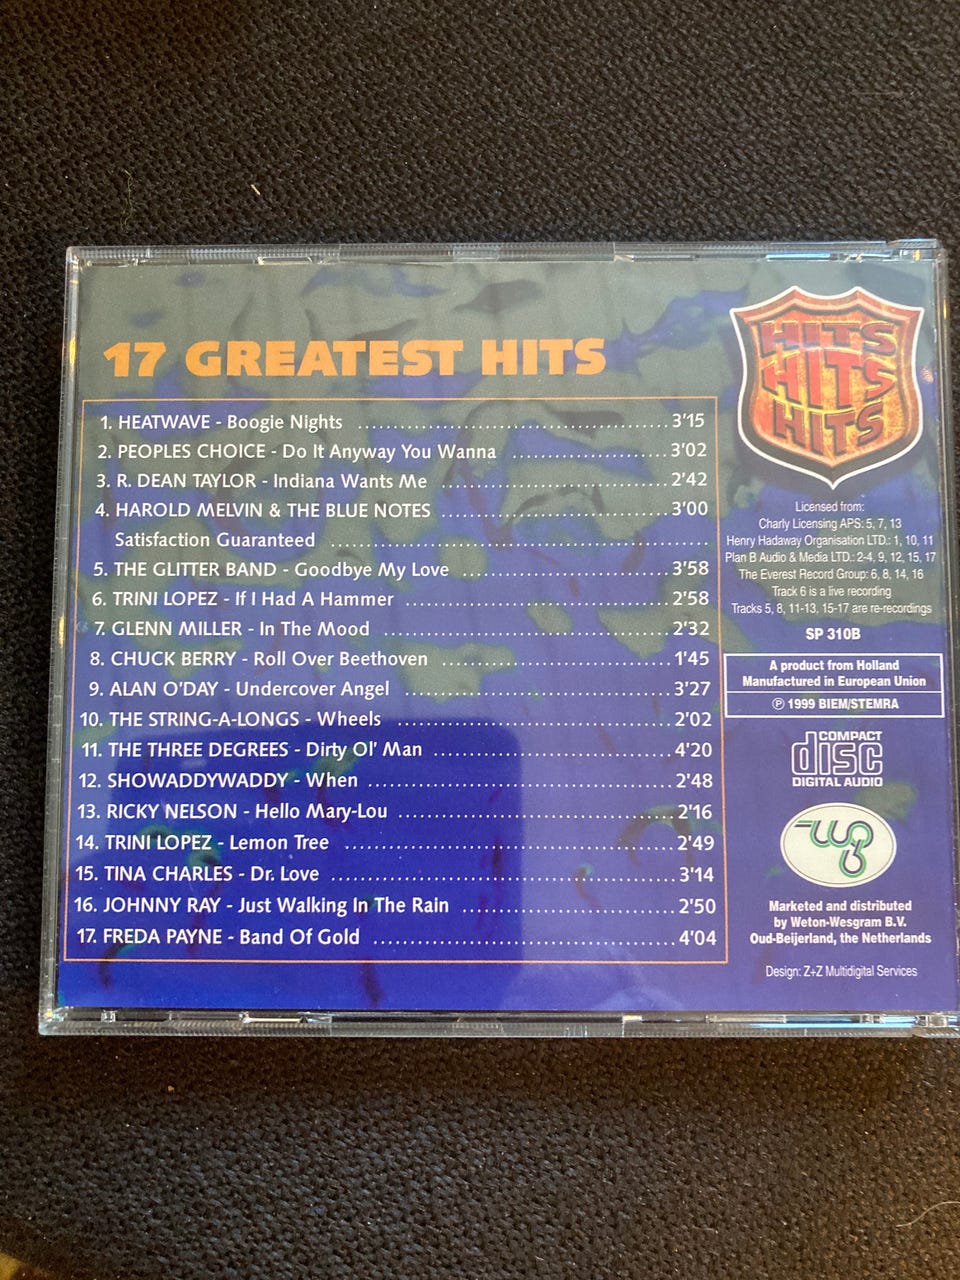 17 GREATEST HITS
1. HEATWAVE - Boogie Nights ........................................ 3'15
2. PEOPLES CHOICE - Do It Anyway You Wanna ........................ 3'02
3. R. DEAN TAYLOR - Indiana Wants Me ................................ 2'42
4. HAROLD MELVIN & THE BLUE NOTES ................................ 3'00
Satisfaction Guaranteed ................................................
5. THE GLITTER BAND - Goodbye My Love ............................. 3'58
6. TRINI LOPEZ - If I Had A Hammer .................................... 2'58
7. GLENN MILLER - In The Mood ....................................... 2'32
8. CHUCK BERRY - Roll Over Beethoven ............................... 1'45
9. ALAN O'DAY - Undercover Angel .................................... 3'27
10. THE STRING-A-LONGS - Wheels ...................................... 2'02
11. THE THREE DEGREES - Dirty Ol' Man ................................ 4'20
12. SHOWADDYWADDY - When ......................................... 2'48
13. RICKY NELSON - Hello Mary-Lou ..................................... 2'16
14. TRINI LOPEZ - Lemon Tree ............................................ 2'49
15. TINA CHARLES - Dr. Love .............................................. 3'14
16. JOHNNY RAY - Just Walking In The Rain ............................ 2'50
17. FREDA PAYNE - Band Of Gold ........................................ 4'04
HITS
HITS
HITS
Licensed from:
Charly Licensing APS: 5, 7, 13
Henry Hadaway Organisation LTD.: 1, 10, 11
Plan B Audio & Media LTD.: 2-4, 9, 12, 15, 17
The Everest Record Group: 6, 8, 14, 16
Track 6 is a live recording
Tracks 5, 8, 11-13, 15-17 are re-recordings
SP 310B
A product from Holland
Manufactured in European Union
℗ 1999 BIEM/STEMRA
COMPACT
disc
DIGITAL AUDIO
Marketed and distributed
by Weton-Wesgram B.V.
Oud-Beijerland, the Netherlands
Design: Z+Z Multidigital Services